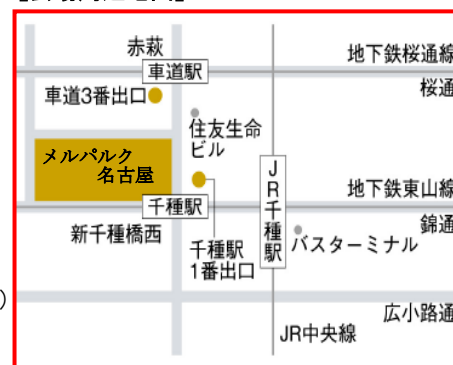 赤萩
地下鉄桜通線
車道駅
桜通
車道3番出口
住友生命
ビル
メルパルク
名古屋
JR千種駅
地下鉄東山線
千種駅
錦通
新千種橋西
千種駅
1番出口
バスターミナル
)
広小路通
JR中央線